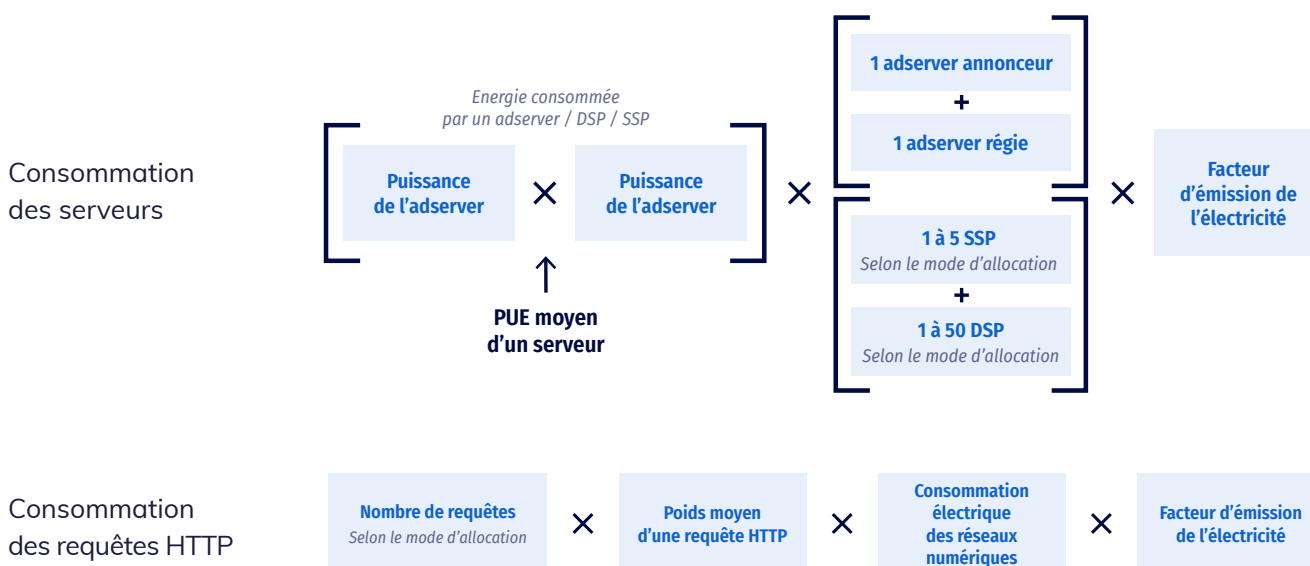 Consommation
des serveurs
Energie consommée
par un adserver / DSP / SSP
Puissance
de l’adserver
×
Puissance
de l’adserver
PUE moyen
d’un serveur
×
1 adserver annonceur
+
1 adserver régie
1 à 5 SSP
Selon le mode d’allocation
+
1 à 50 DSP
Selon le mode d’allocation
×
Facteur
d’émission de
l’électricité
Consommation
des requêtes HTTP
Nombre de requêtes
Selon le mode d’allocation
×
Poids moyen
d’une requête HTTP
×
Consommation
électrique
des réseaux
numériques
×
Facteur d’émission
de l’électricité